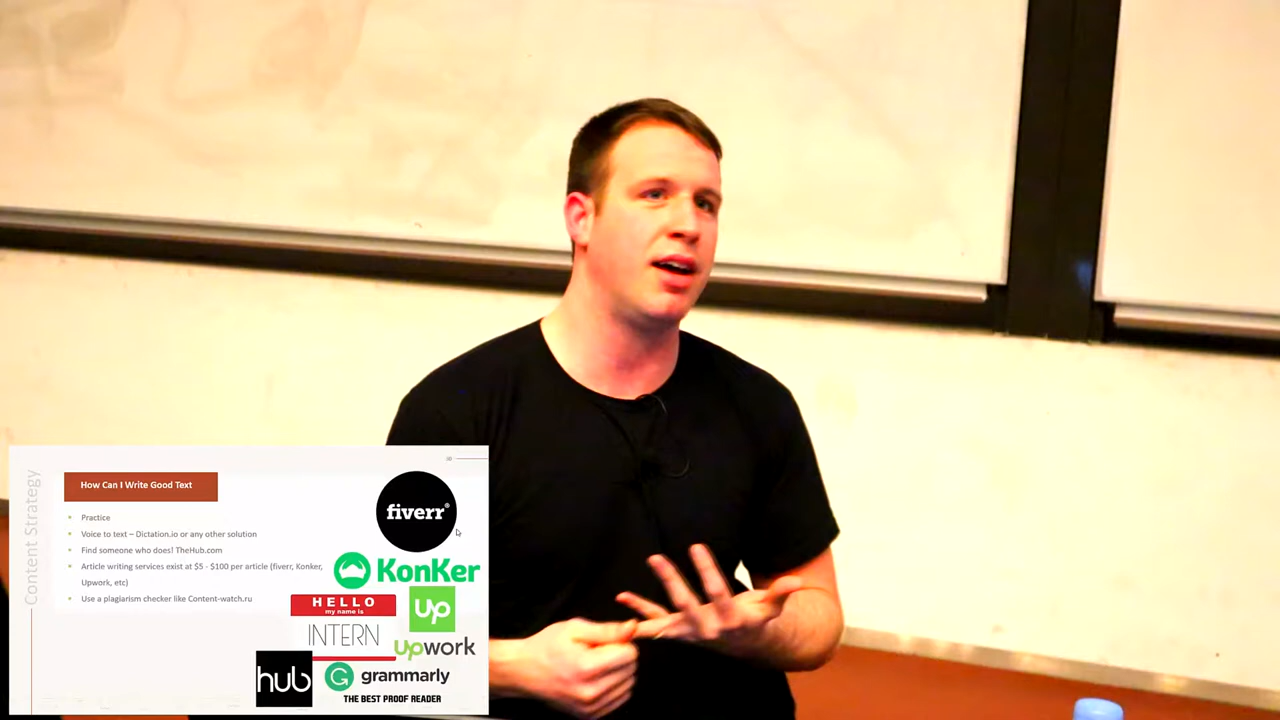 Content Strategy
10
How Can I Write Good Text
Practice
Voice to text – Dictation.io or any other solution
Find someone who does! TheHub.com
Article writing services exist at $5 - $100 per article (fiverr, Konker,
Upwork, etc)
Use a plagiarism checker like Content-watch.ru
fiverr®
KonKer
HELLO
my name is
INTERN
Up
upwork
hub
grammarly
THE BEST PROOF READER